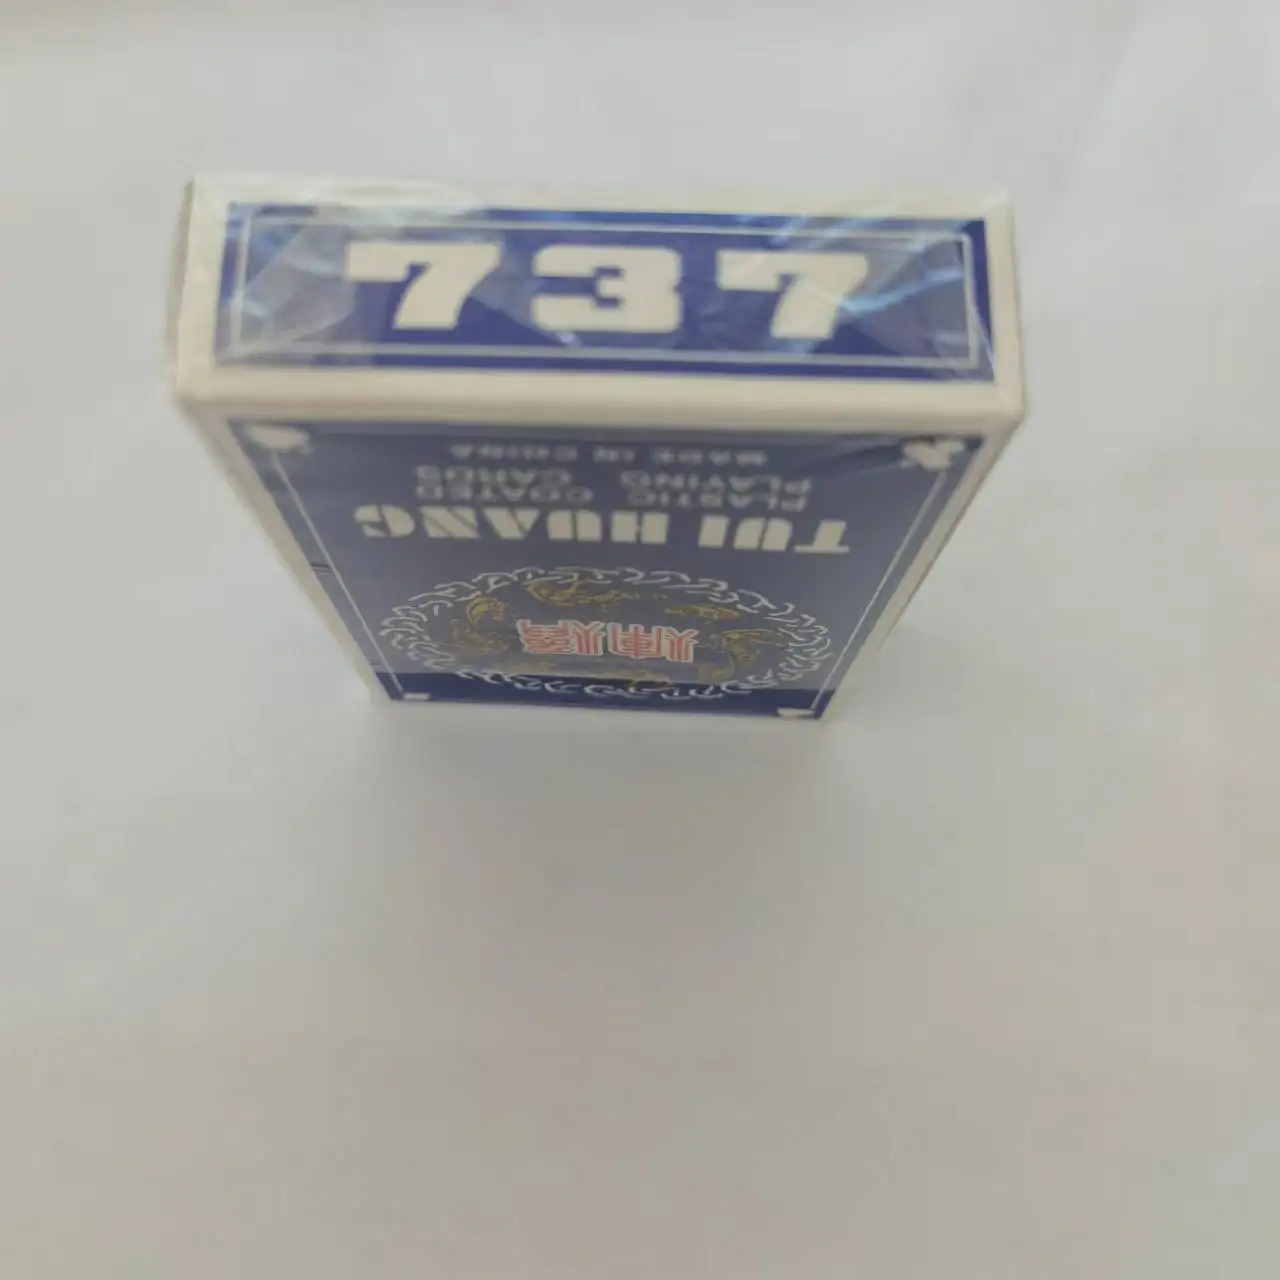 737
TUI HUANG
PLASTIC COATED
PLAYING CARDS
MADE IN CHINA